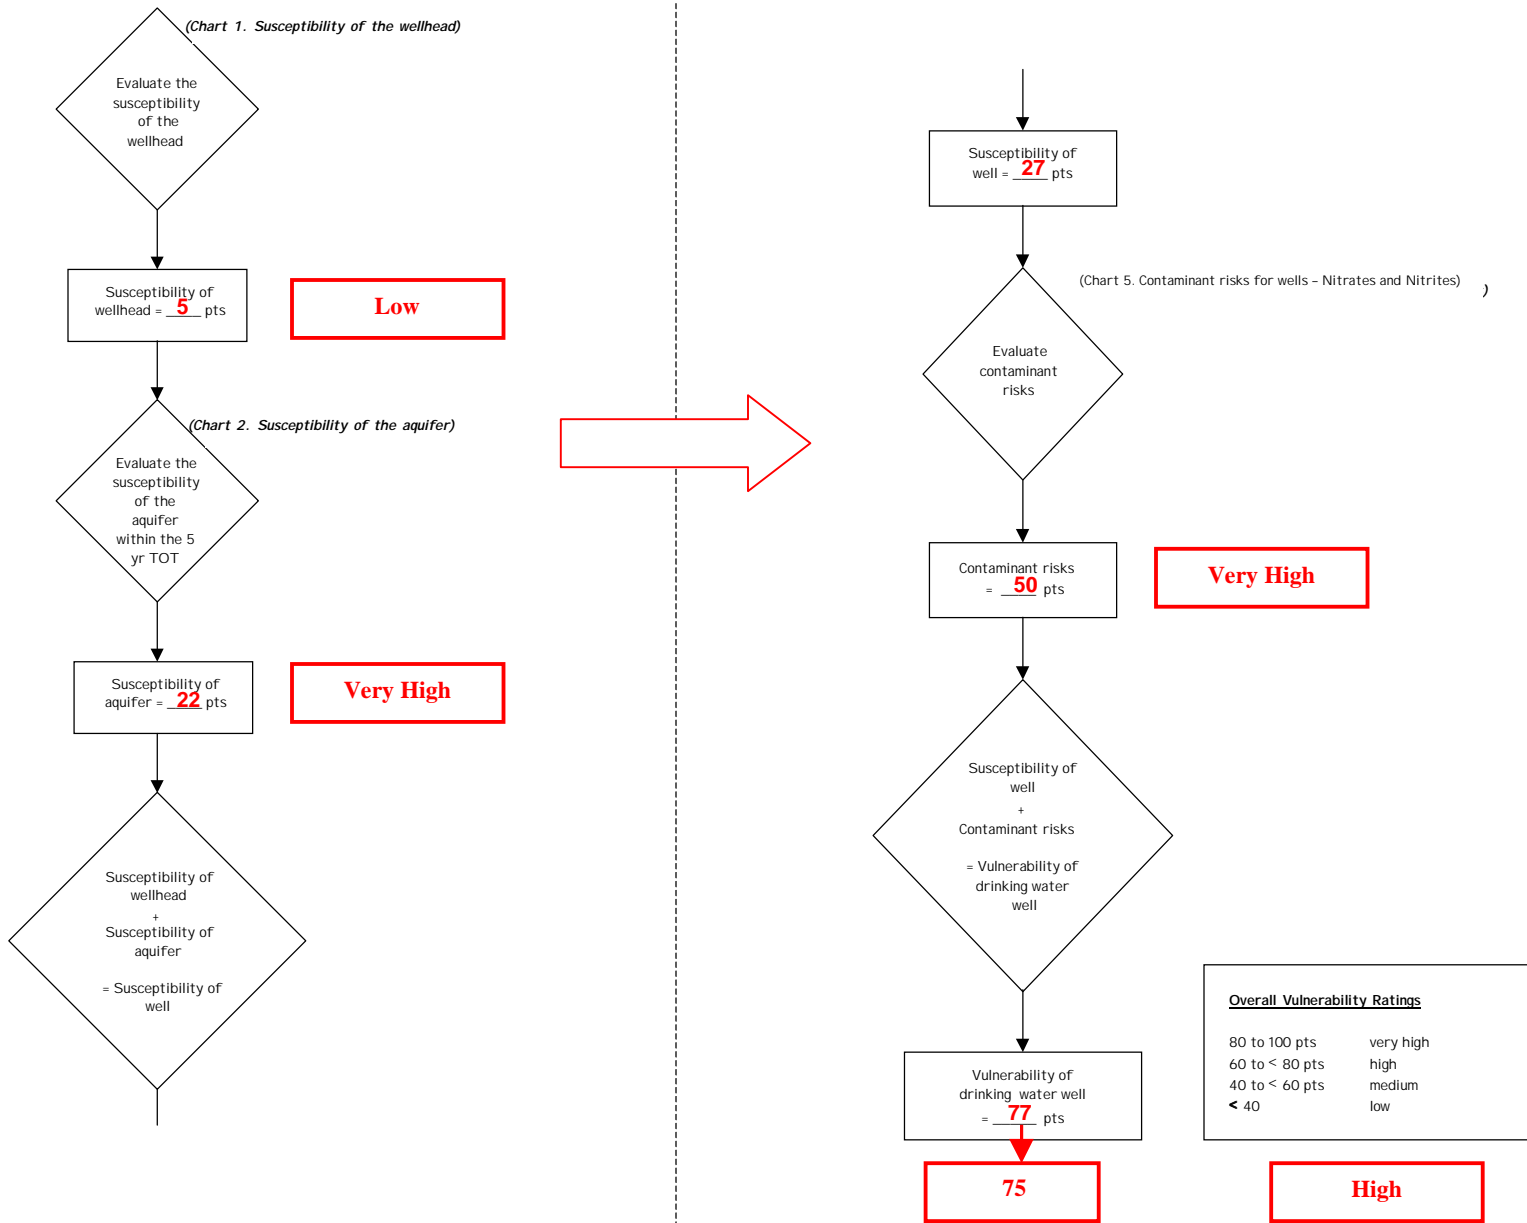 (Chart 1. Susceptibility of the wellhead)
Evaluate the
susceptibility
of the
wellhead
Susceptibility of
wellhead = 5 pts
Low
(Chart 2. Susceptibility of the aquifer)
Evaluate the
susceptibility
of the
aquifer
within the 5
yr TOT
Susceptibility of
aquifer = 22 pts
Very High
Susceptibility of
wellhead
+
Susceptibility of
aquifer
= Susceptibility of
well
Susceptibility of
well = 27 pts
(Chart 5. Contaminant risks for wells – Nitrates and Nitrites)
)
Evaluate
contaminant
risks
Contaminant risks
= 50 pts
Very High
Susceptibility of
well
+
Contaminant risks
= Vulnerability of
drinking water
well
Vulnerability of
drinking water well
= 77 pts
75
Overall Vulnerability Ratings
80 to 100 pts very high
60 to < 80 pts high
40 to < 60 pts medium
< 40 low
High